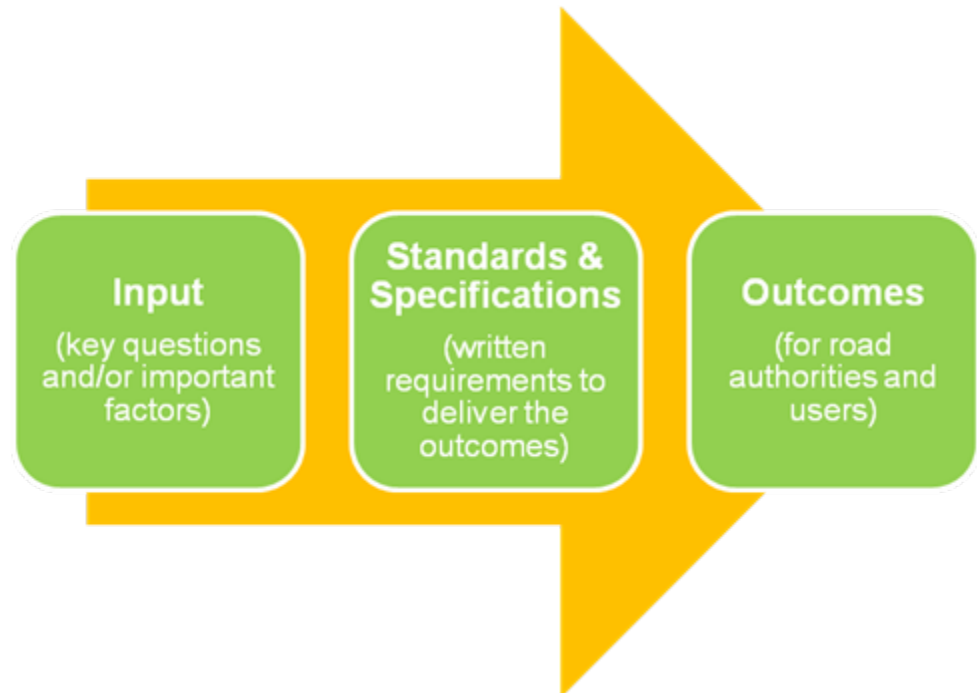 Input
(key questions
and/or important
factors)
Standards &
Specifications
(written
requirements to
deliver the
outcomes)
Outcomes
(for road
authorities and
users)